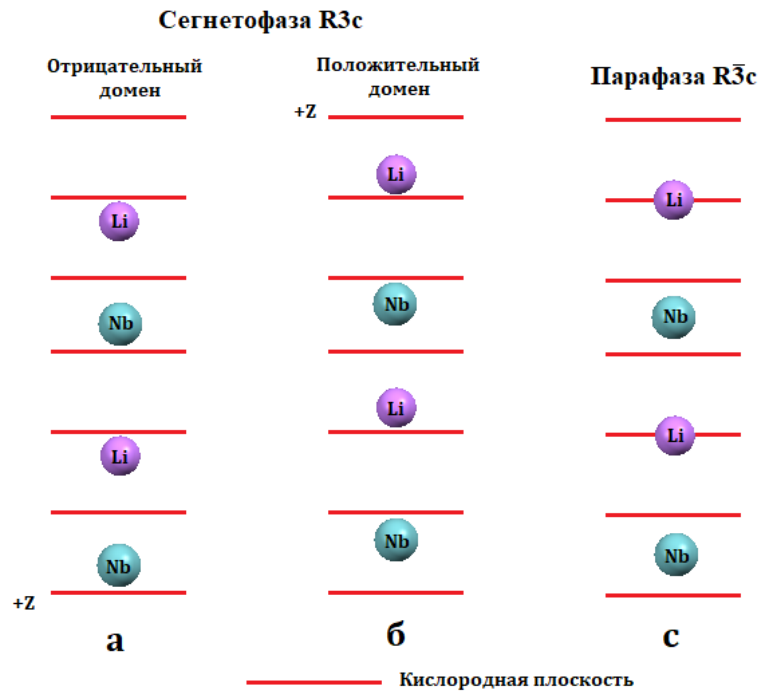 Сегнетофаза R3c
Отрицательный
домен
Положительный
домен
Парафаза R3̄c
+Z
Li
Li
Li
Nb
Nb
Nb
Li
Li
Li
Nb
Nb
Nb
+Z
а
б
с
Кислородная плоскость